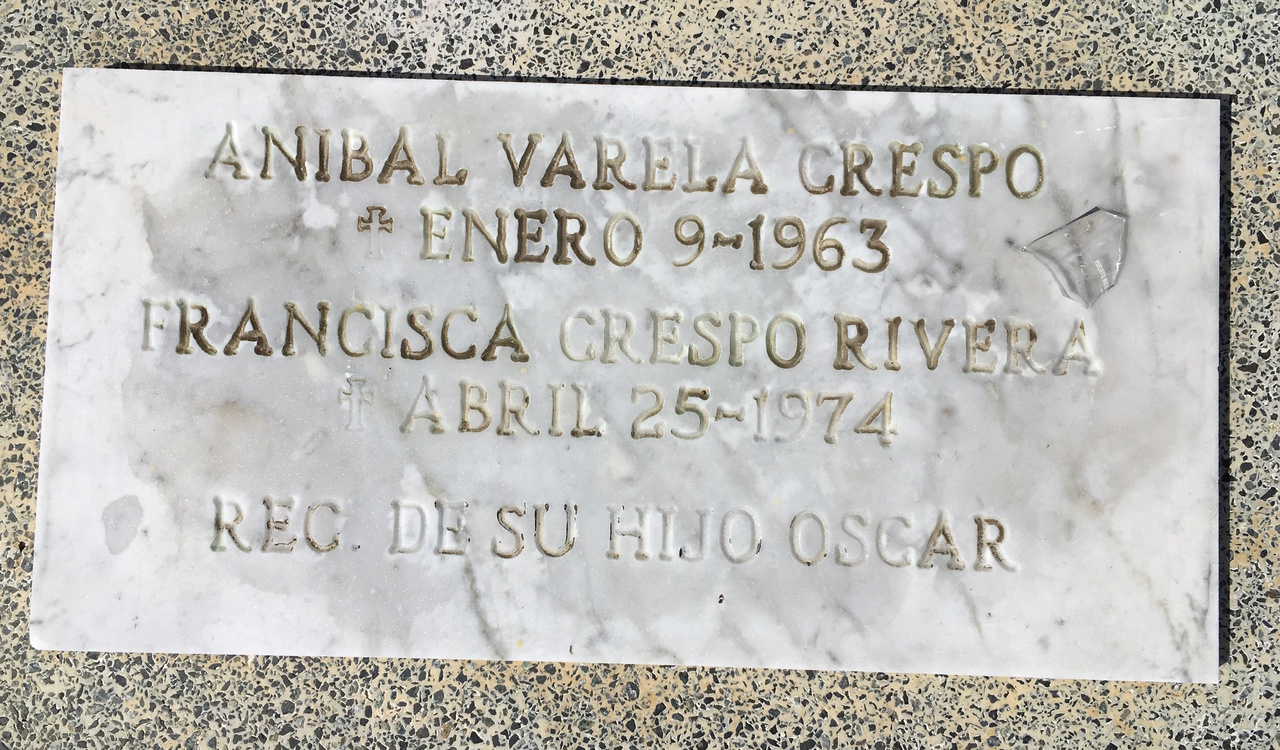 ANIBAL VARELA CRESPO
✝ ENERO 9~1963
FRANCISCA CRESPO RIVERA
✝ ABRIL 25~1974
REC. DE SU HIJO OSCAR